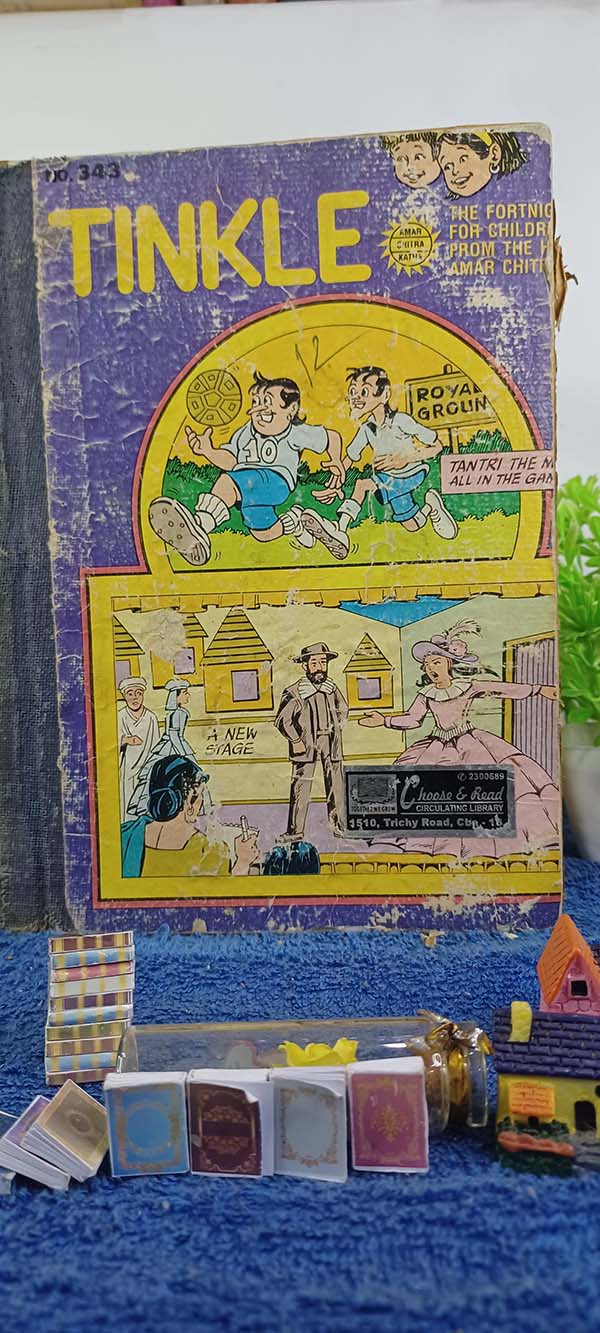 No. 343
TINKLE
AMAR
CHITRA
KATHA
THE FORTNIG
FOR CHILDR
FROM THE H
AMAR CHIT
12
ROYAL
GROUN
10
TANTRI THE M
ALL IN THE GAM
A NEW
STAGE
© 2300689
Choose & Read
CIRCULATING LIBRARY
1510, Trichy Road, Cbe - 18